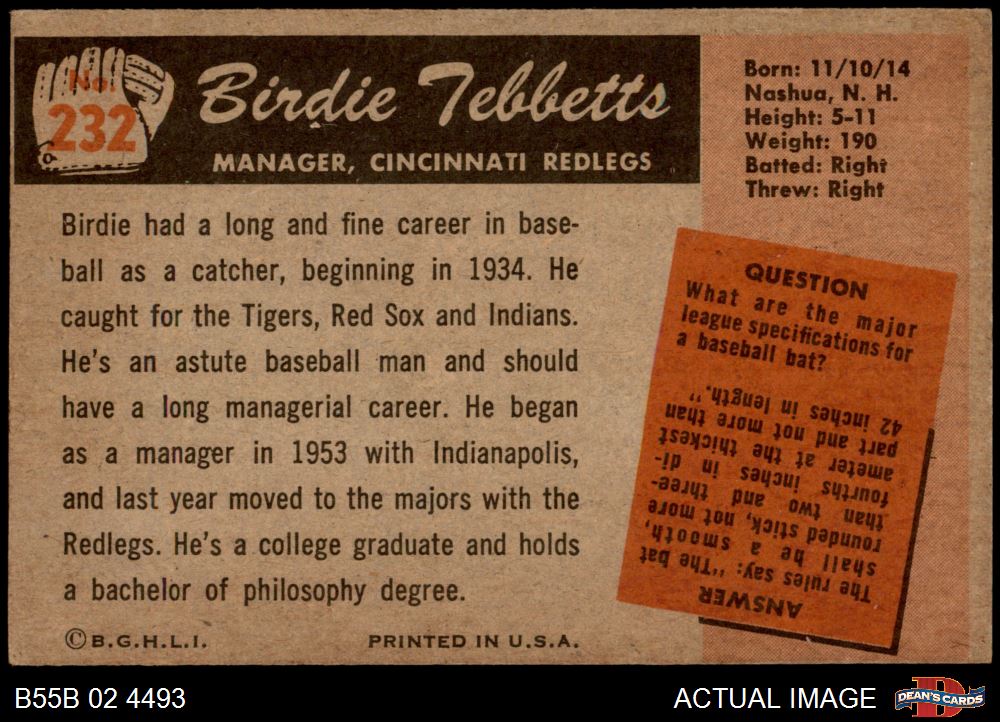 No.
232
Birdie Tebbetts
MANAGER, CINCINNATI REDLEGS
Born: 11/10/14
Nashua, N. H.
Height: 5-11
Weight: 190
Batted: Right
Threw: Right
Birdie had a long and fine career in base-
ball as a catcher, beginning in 1934. He
caught for the Tigers, Red Sox and Indians.
He's an astute baseball man and should
have a long managerial career. He began
as a manager in 1953 with Indianapolis,
and last year moved to the majors with the
Redlegs. He's a college graduate and holds
a bachelor of philosophy degree.
QUESTION
What are the major
league specifications for
a baseball bat?
ANSWER
The rules say: "The bat
shall be a smooth,
rounded stick, not more
than two and three-
fourths inches in di-
ameter at the thickest
part and not more than
42 inches in length."
©B.G.H.L.I.
PRINTED IN U.S.A.
B55B 02 4493
ACTUAL IMAGE
D
DEAN'S CARDS